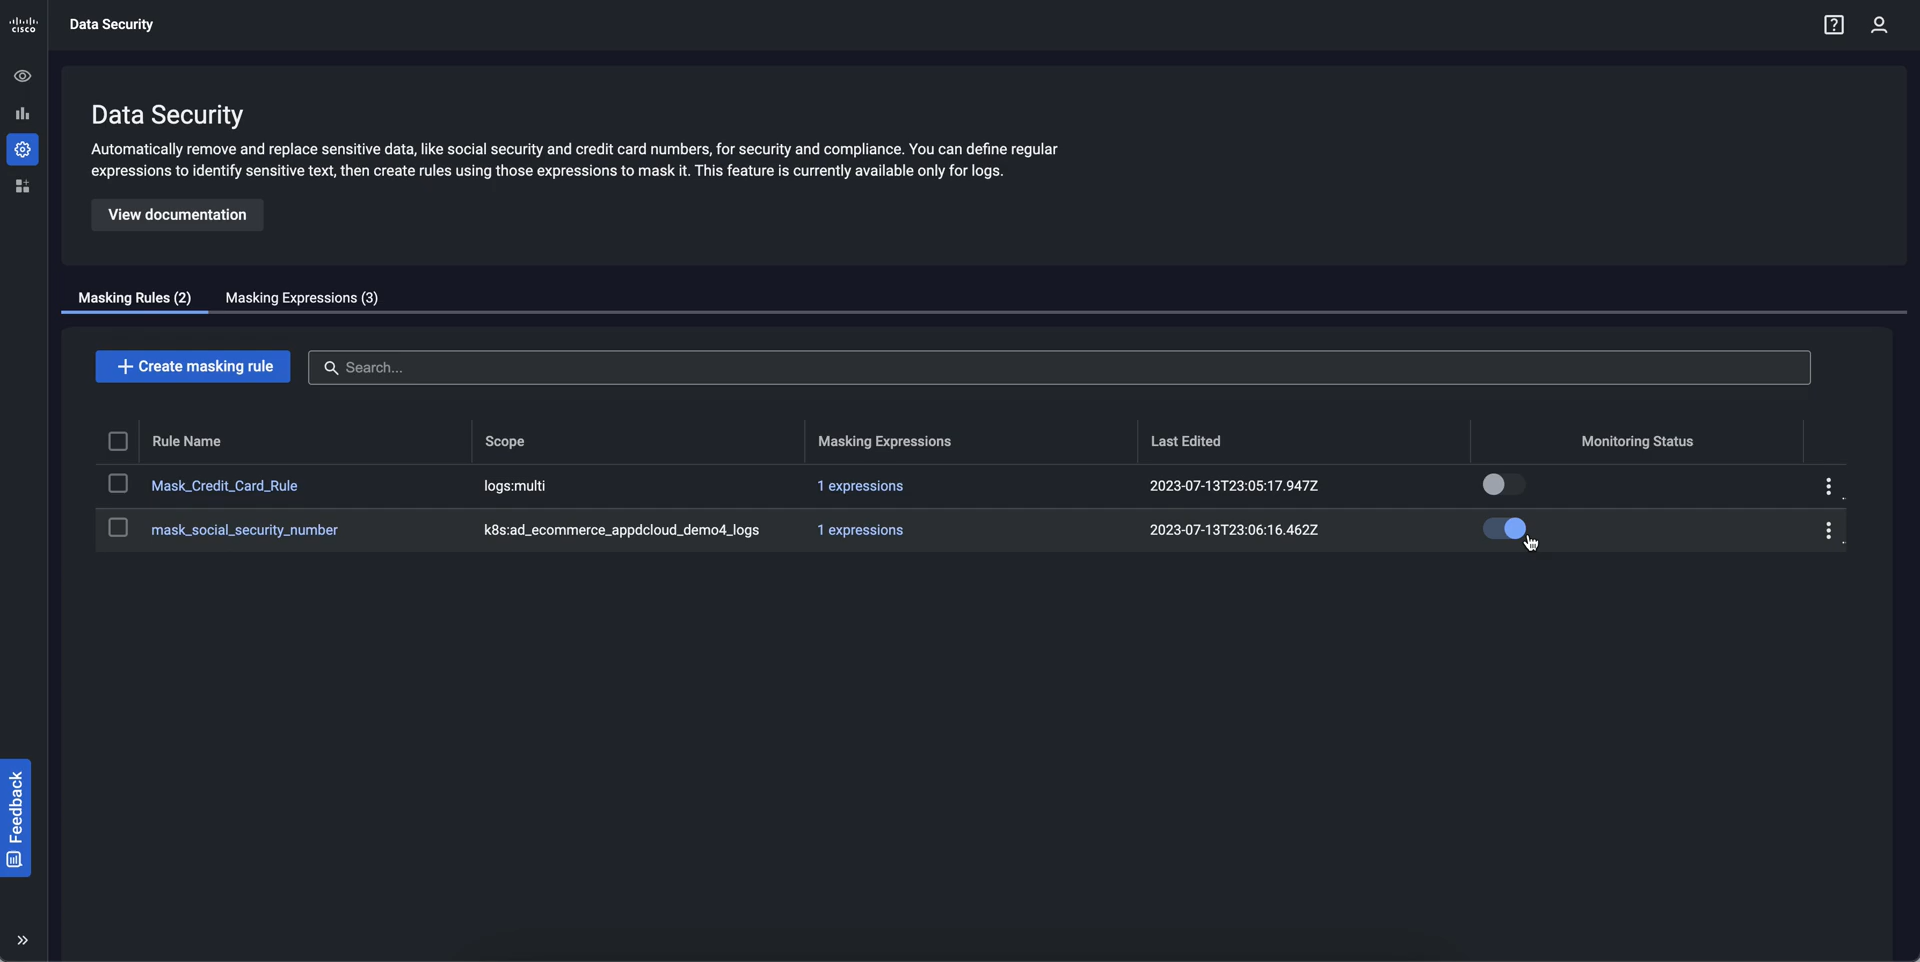 CISCO
Data Security
Data Security
Automatically remove and replace sensitive data, like social security and credit card numbers, for security and compliance. You can define regular
expressions to identify sensitive text, then create rules using those expressions to mask it. This feature is currently available only for logs.
View documentation
Masking Rules (2) Masking Expressions (3)
Create masking rule Search...
Rule Name Scope Masking Expressions Last Edited Monitoring Status
Mask_Credit_Card_Rule logs:multi 1 expressions 2023-07-13T23:05:17.947Z
mask_social_security_number k8s:ad_ecommerce_appdcloud_demo4_logs 1 expressions 2023-07-13T23:06:16.462Z
Feedback